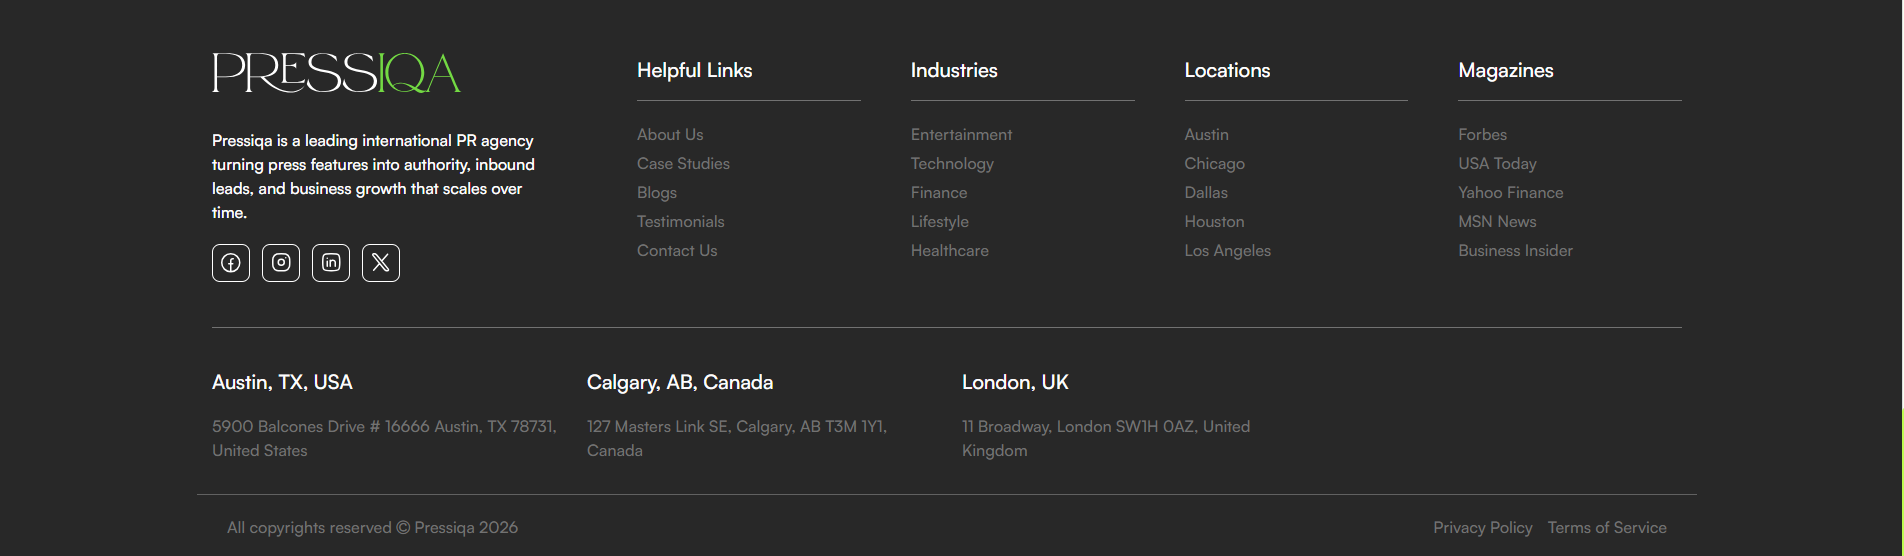 PRESSIQA
Pressiqa is a leading international PR agency
turning press features into authority, inbound
leads, and business growth that scales over
time.
Helpful Links
About Us
Case Studies
Blogs
Testimonials
Contact Us
Industries
Entertainment
Technology
Finance
Lifestyle
Healthcare
Locations
Austin
Chicago
Dallas
Houston
Los Angeles
Magazines
Forbes
USA Today
Yahoo Finance
MSN News
Business Insider
Austin, TX, USA
5900 Balcones Drive # 16666 Austin, TX 78731,
United States
Calgary, AB, Canada
127 Masters Link SE, Calgary, AB T3M 1Y1,
Canada
London, UK
11 Broadway, London SW1H 0AZ, United
Kingdom
All copyrights reserved © Pressiqa 2026
Privacy Policy Terms of Service